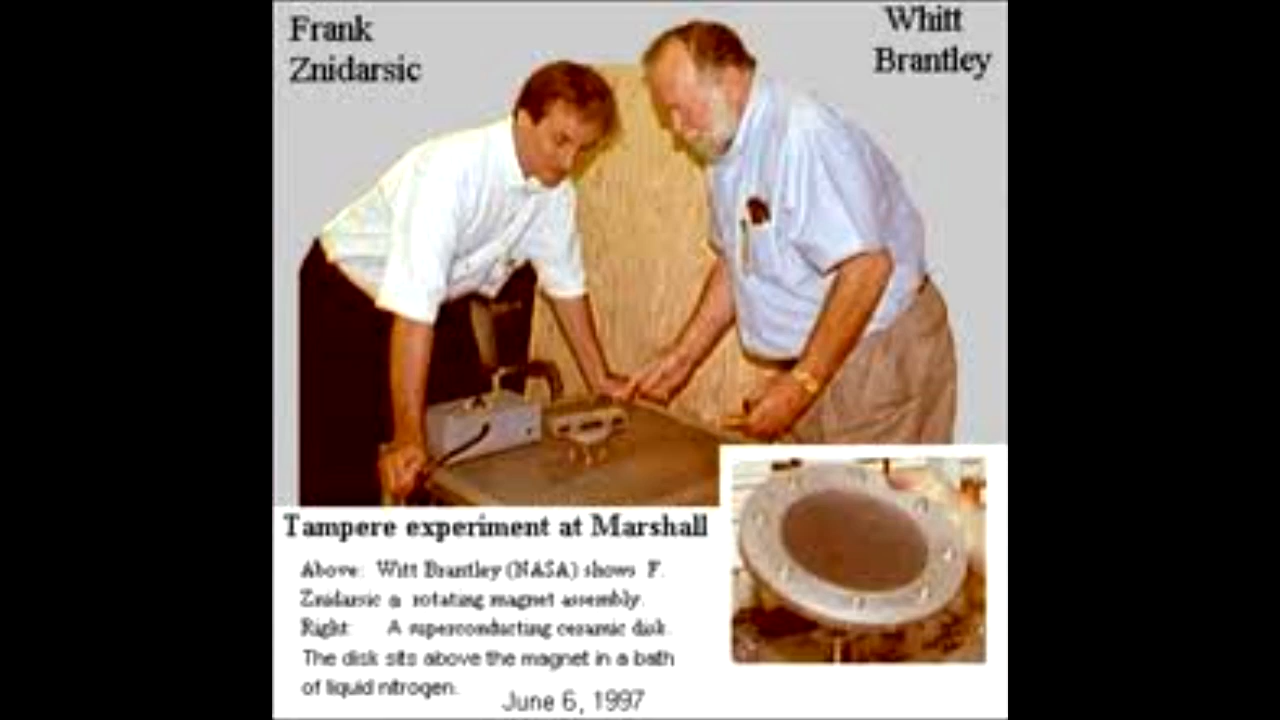 Frank
Znidarsic
Whitt
Brantley
Tampere experiment at Marshall
Above: Witt Brantley (NASA) shows F.
Znidarsic a rotating magnet assembly.
Right: A superconducting ceramic disk.
The disk sits above the magnet in a bath
of liquid nitrogen.
June 6, 1997